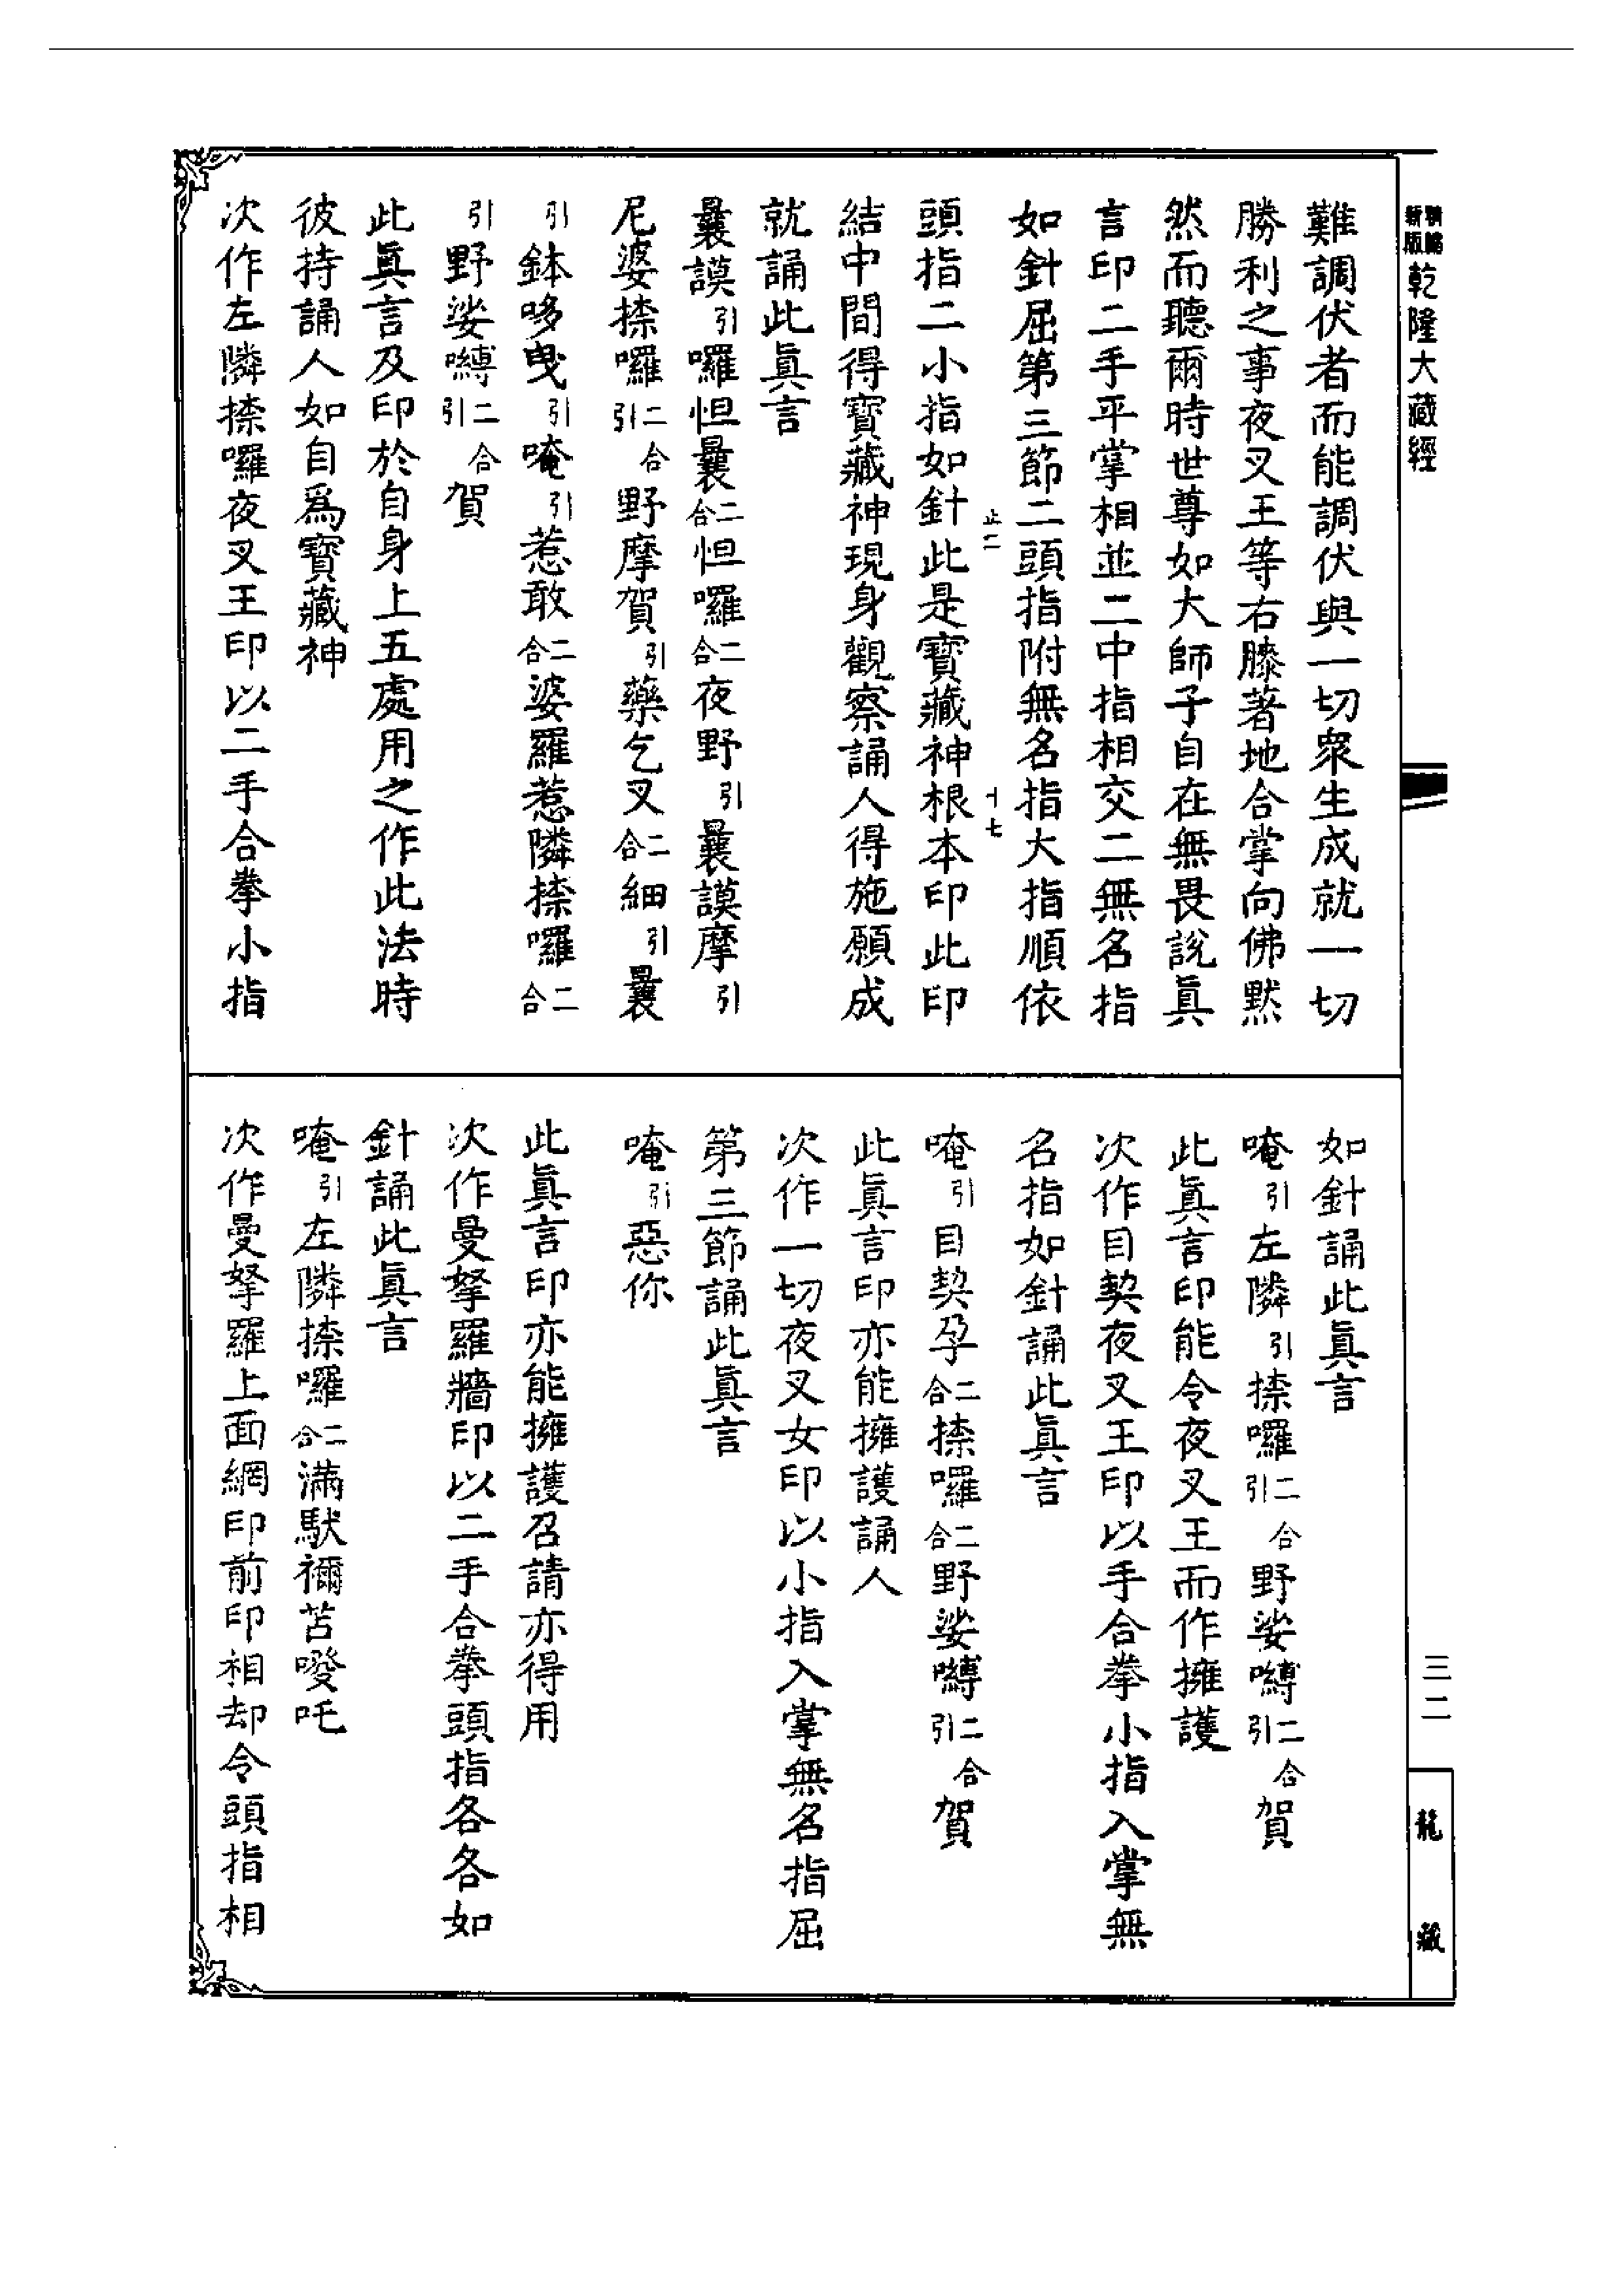 新版
乾隆大藏經
難調伏者而能調伏與一切衆生成就一切
勝利之事夜叉王等右膝著地合掌向佛默
然而聽爾時世尊如大師子自在無畏說眞
言印二手平掌相並二中指相交二無名指
如針屈第三節二頭指附無名指大指順依
止二 十七
頭指二小指如針此是寶藏神根本印此印
結中間得寶藏神現身觀察誦人得施願成
就誦此眞言
曩謨引囉怛曩二合怛囉二合夜野引曩謨摩引
尼婆捺囉二合引野摩賀引藥乞叉二合細引曩
引鉢哆曳引唵引惹敢二合婆羅惹隣捺囉二合
引野娑嚩二合引賀
此眞言及印於自身上五處用之作此法時
彼持誦人如自爲寶藏神
次作左隣捺囉夜叉王印以二手合拳小指
如針誦此眞言
唵引左隣引捺囉二合引野娑嚩二合引賀
此眞言印能令夜叉王而作擁護
次作目契夜叉王印以手合拳小指入掌無
名指如針誦此眞言
唵引目契孕二合捺囉二合野娑嚩二合引賀
此眞言印亦能擁護誦人
次作一切夜叉女印以小指入掌無名指屈
第三節誦此眞言
唵引惡你
此眞言印亦能擁護召請亦得用
次作曼拏羅牆印以二手合拳頭指各各如
針誦此眞言
唵引左隣捺囉二合滿馱禰苫㗶吒
次作曼拏羅上面網印前印相却令頭指相
三二
龍藏